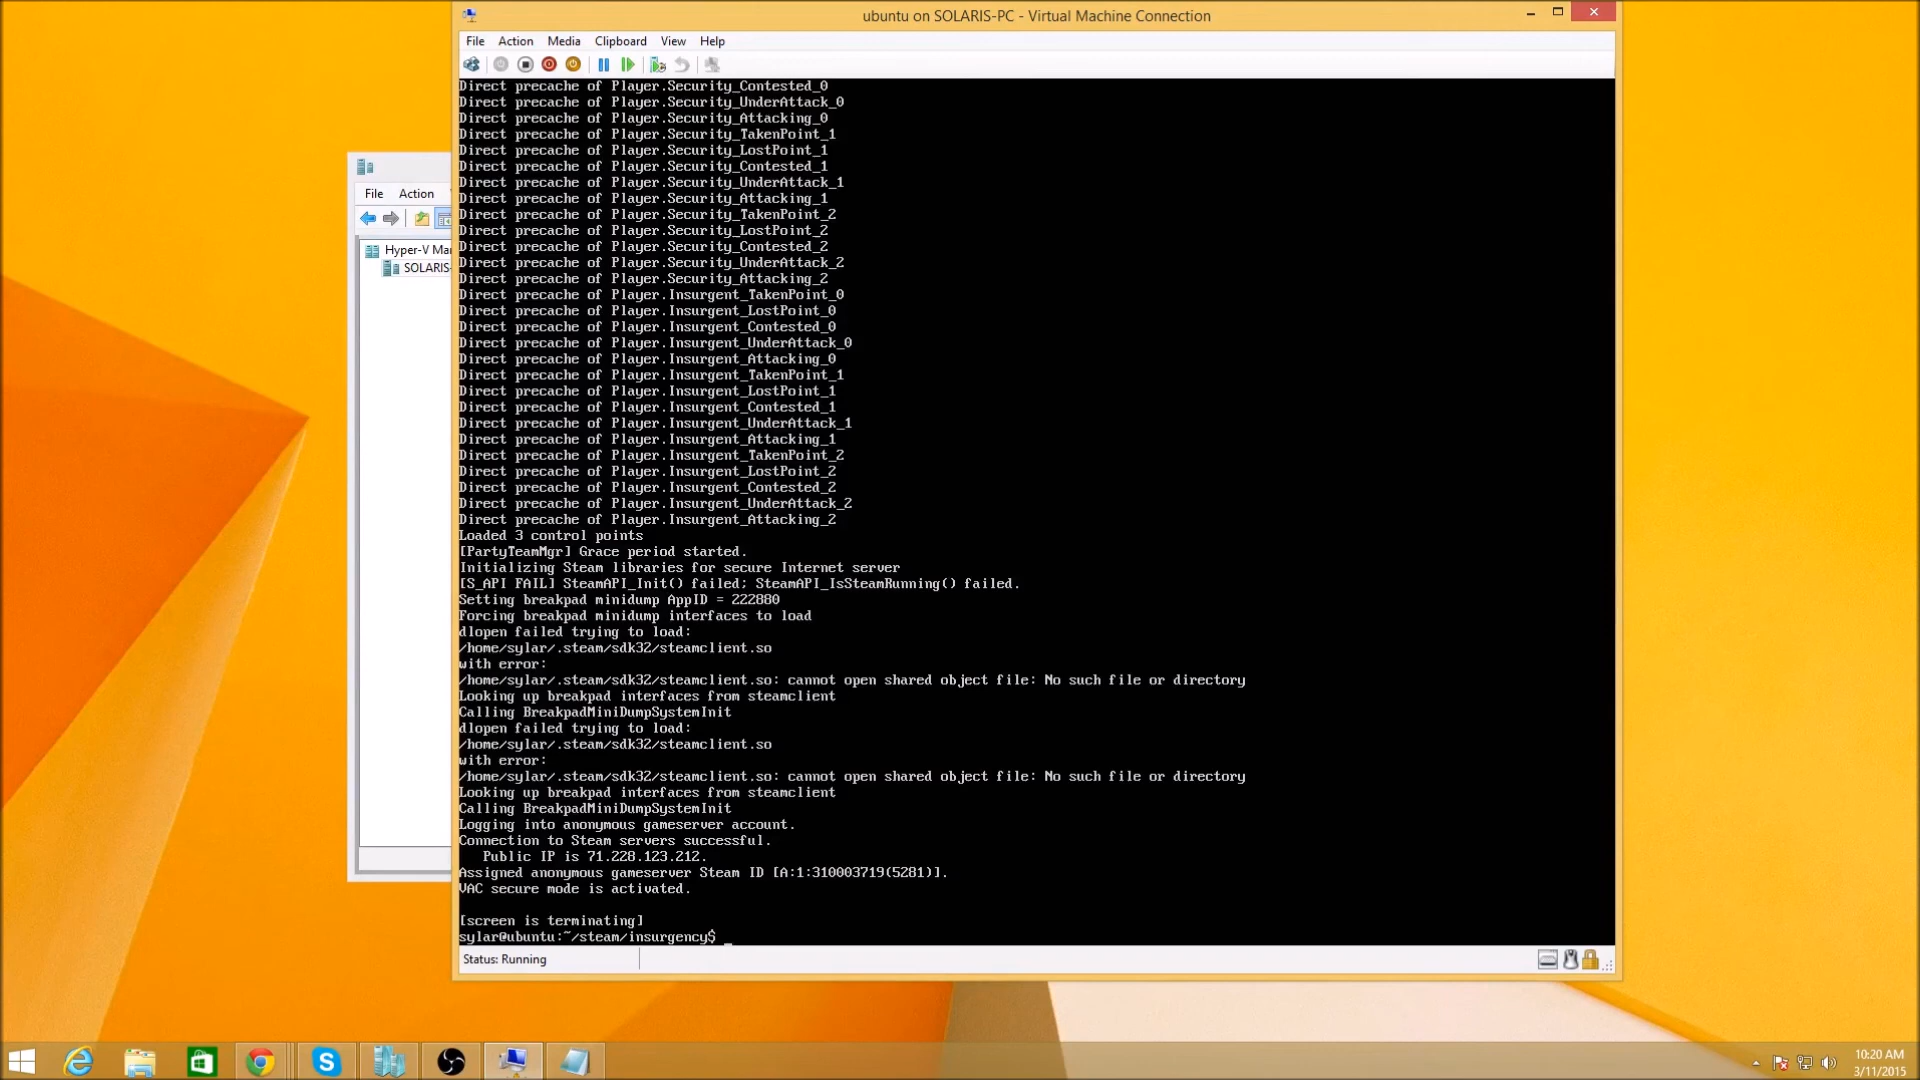 ubuntu on SOLARIS-PC - Virtual Machine Connection
File Action Media Clipboard View Help
Direct precache of Player.Security_Contested_0
Direct precache of Player.Security_UnderAttack_0
Direct precache of Player.Security_Attacking_0
Direct precache of Player.Security_TakenPoint_1
Direct precache of Player.Security_LostPoint_1
Direct precache of Player.Security_Contested_1
Direct precache of Player.Security_UnderAttack_1
Direct precache of Player.Security_Attacking_1
Direct precache of Player.Security_TakenPoint_2
Direct precache of Player.Security_LostPoint_2
Direct precache of Player.Security_Contested_2
Direct precache of Player.Security_UnderAttack_2
Direct precache of Player.Security_Attacking_2
Direct precache of Player.Insurgent_TakenPoint_0
Direct precache of Player.Insurgent_LostPoint_0
Direct precache of Player.Insurgent_Contested_0
Direct precache of Player.Insurgent_UnderAttack_0
Direct precache of Player.Insurgent_Attacking_0
Direct precache of Player.Insurgent_TakenPoint_1
Direct precache of Player.Insurgent_LostPoint_1
Direct precache of Player.Insurgent_Contested_1
Direct precache of Player.Insurgent_UnderAttack_1
Direct precache of Player.Insurgent_Attacking_1
Direct precache of Player.Insurgent_TakenPoint_2
Direct precache of Player.Insurgent_LostPoint_2
Direct precache of Player.Insurgent_Contested_2
Direct precache of Player.Insurgent_UnderAttack_2
Direct precache of Player.Insurgent_Attacking_2
Loaded 3 control points
[PartyTeamMgr] Grace period started.
Initializing Steam libraries for secure Internet server
[S_API FAIL] SteamAPI_Init() failed; SteamAPI_IsSteamRunning() failed.
Setting breakpad minidump AppID = 222880
Forcing breakpad minidump interfaces to load
dlopen failed trying to load:
/home/sylar/.steam/sdk32/steamclient.so
with error:
/home/sylar/.steam/sdk32/steamclient.so: cannot open shared object file: No such file or directory
Looking up breakpad interfaces from steamclient
Calling BreakpadMiniDumpSystemInit
dlopen failed trying to load:
/home/sylar/.steam/sdk32/steamclient.so
with error:
/home/sylar/.steam/sdk32/steamclient.so: cannot open shared object file: No such file or directory
Looking up breakpad interfaces from steamclient
Calling BreakpadMiniDumpSystemInit
Logging into anonymous gameserver account.
Connection to Steam servers successful.
Public IP is 71.228.123.212.
Assigned anonymous gameserver Steam ID [A:1:310003719(5281)].
VAC secure mode is activated.
[screen is terminating]
sylar@ubuntu:~/steam/insurgency$ _
Status: Running
File Action
Hyper-V Ma
SOLARIS-
10:20 AM
3/11/2015